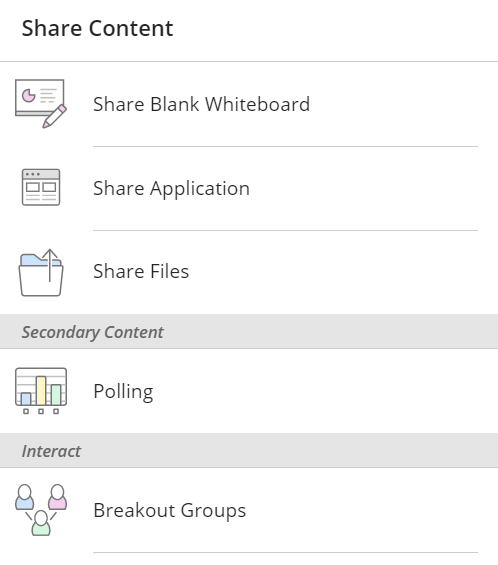 Share Content
Share Blank Whiteboard
Share Application
Share Files
Secondary Content
Polling
Interact
Breakout Groups